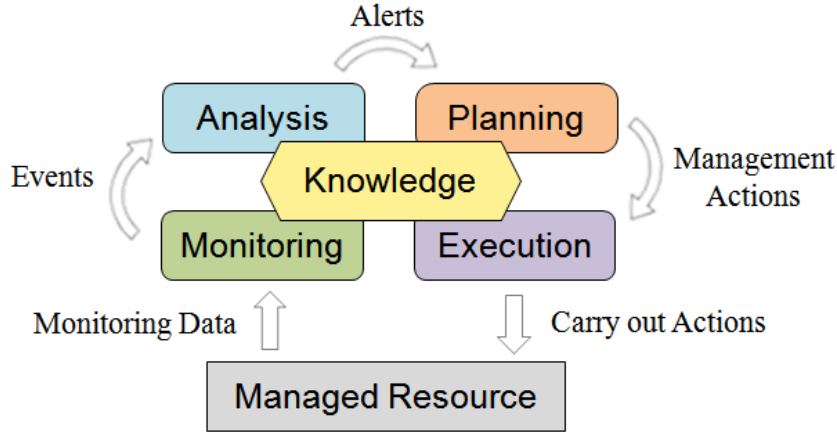 Alerts
Analysis
Planning
Events
Knowledge
Management
Actions
Monitoring
Execution
Monitoring Data
Carry out Actions
Managed Resource